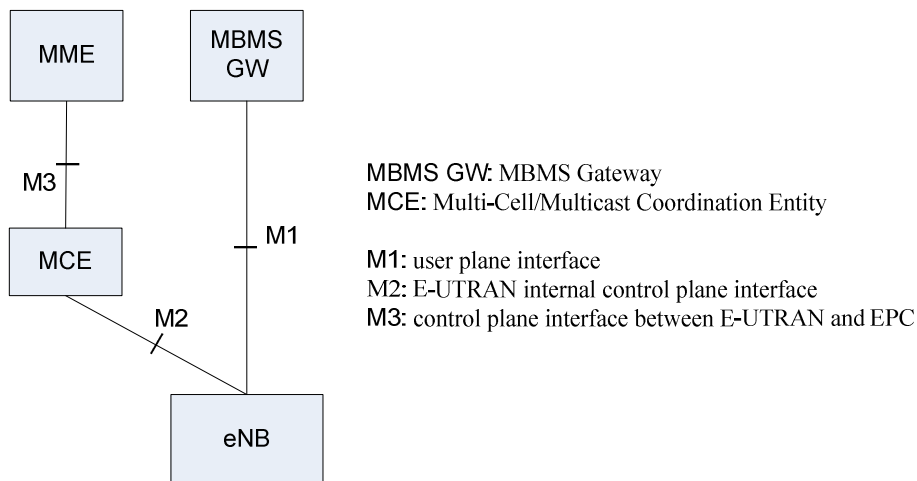 MME
MBMS
GW
M3
M1
MCE
M2
eNB
MBMS GW: MBMS Gateway
MCE: Multi-Cell/Multicast Coordination Entity
M1: user plane interface
M2: E-UTRAN internal control plane interface
M3: control plane interface between E-UTRAN and EPC